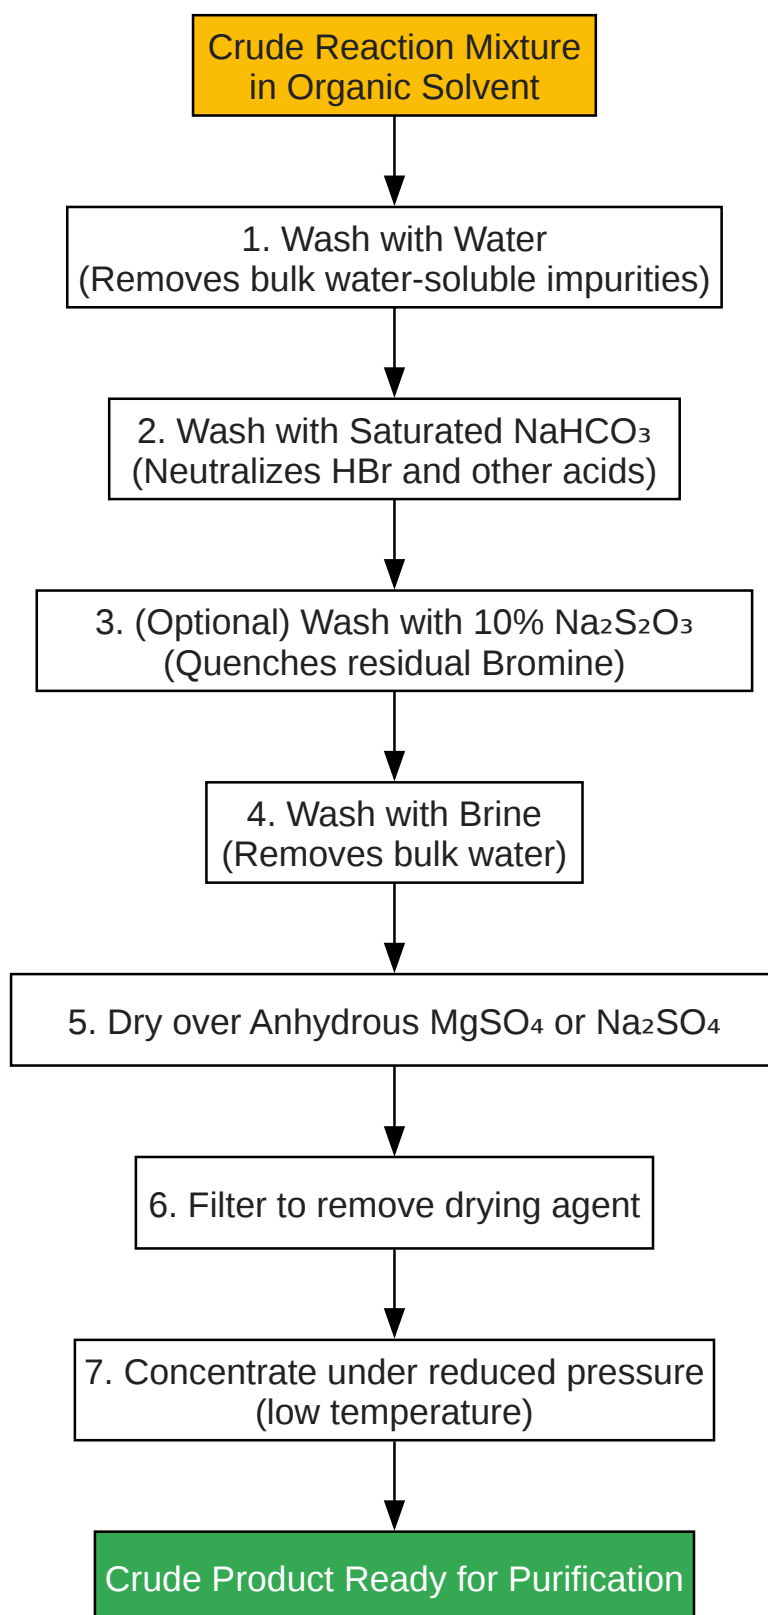 Crude Reaction Mixture
in Organic Solvent
1. Wash with Water
(Removes bulk water-soluble impurities)
2. Wash with Saturated NaHCO₃
(Neutralizes HBr and other acids)
3. (Optional) Wash with 10% Na₂S₂O₃
(Quenches residual Bromine)
4. Wash with Brine
(Removes bulk water)
5. Dry over Anhydrous MgSO₄ or Na₂SO₄
6. Filter to remove drying agent
7. Concentrate under reduced pressure
(low temperature)
Crude Product Ready for Purification